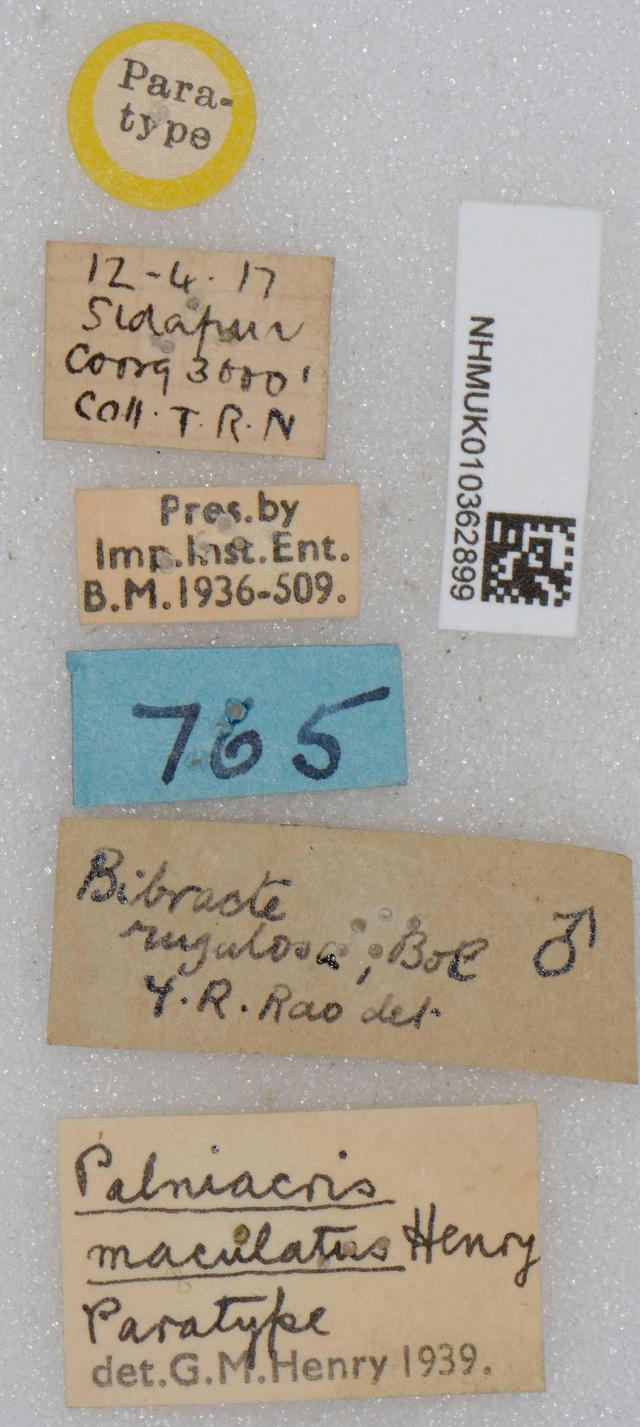 Para-
type
12-4.17
Sidapur
Coorg 3000'
Coll. T.R.N
Pres.by
Imp.Inst.Ent.
B.M.1936-509.
NHMUK010362899
765
Bibracte
rugulosa, Bol ♂
Y.R. Rao det.
Palniacris
maculatus Henry
Paratype
det.G.M.Henry 1939.